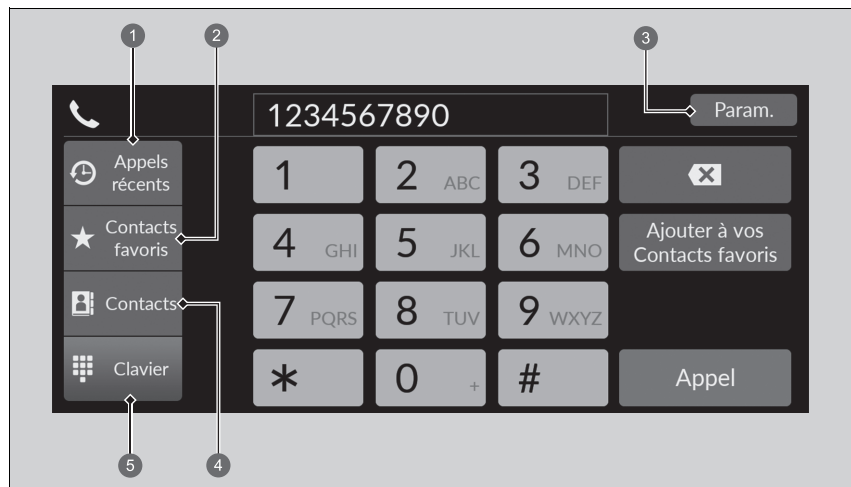 1
2
3
1234567890
Param.
Appels
récents
1
2 ABC
3 DEF
Contacts
favoris
4 GHI
5 JKL
6 MNO
Ajouter à vos
Contacts favoris
Contacts
7 PQRS
8 TUV
9 WXYZ
Clavier
*
0 +
#
Appel
5
4